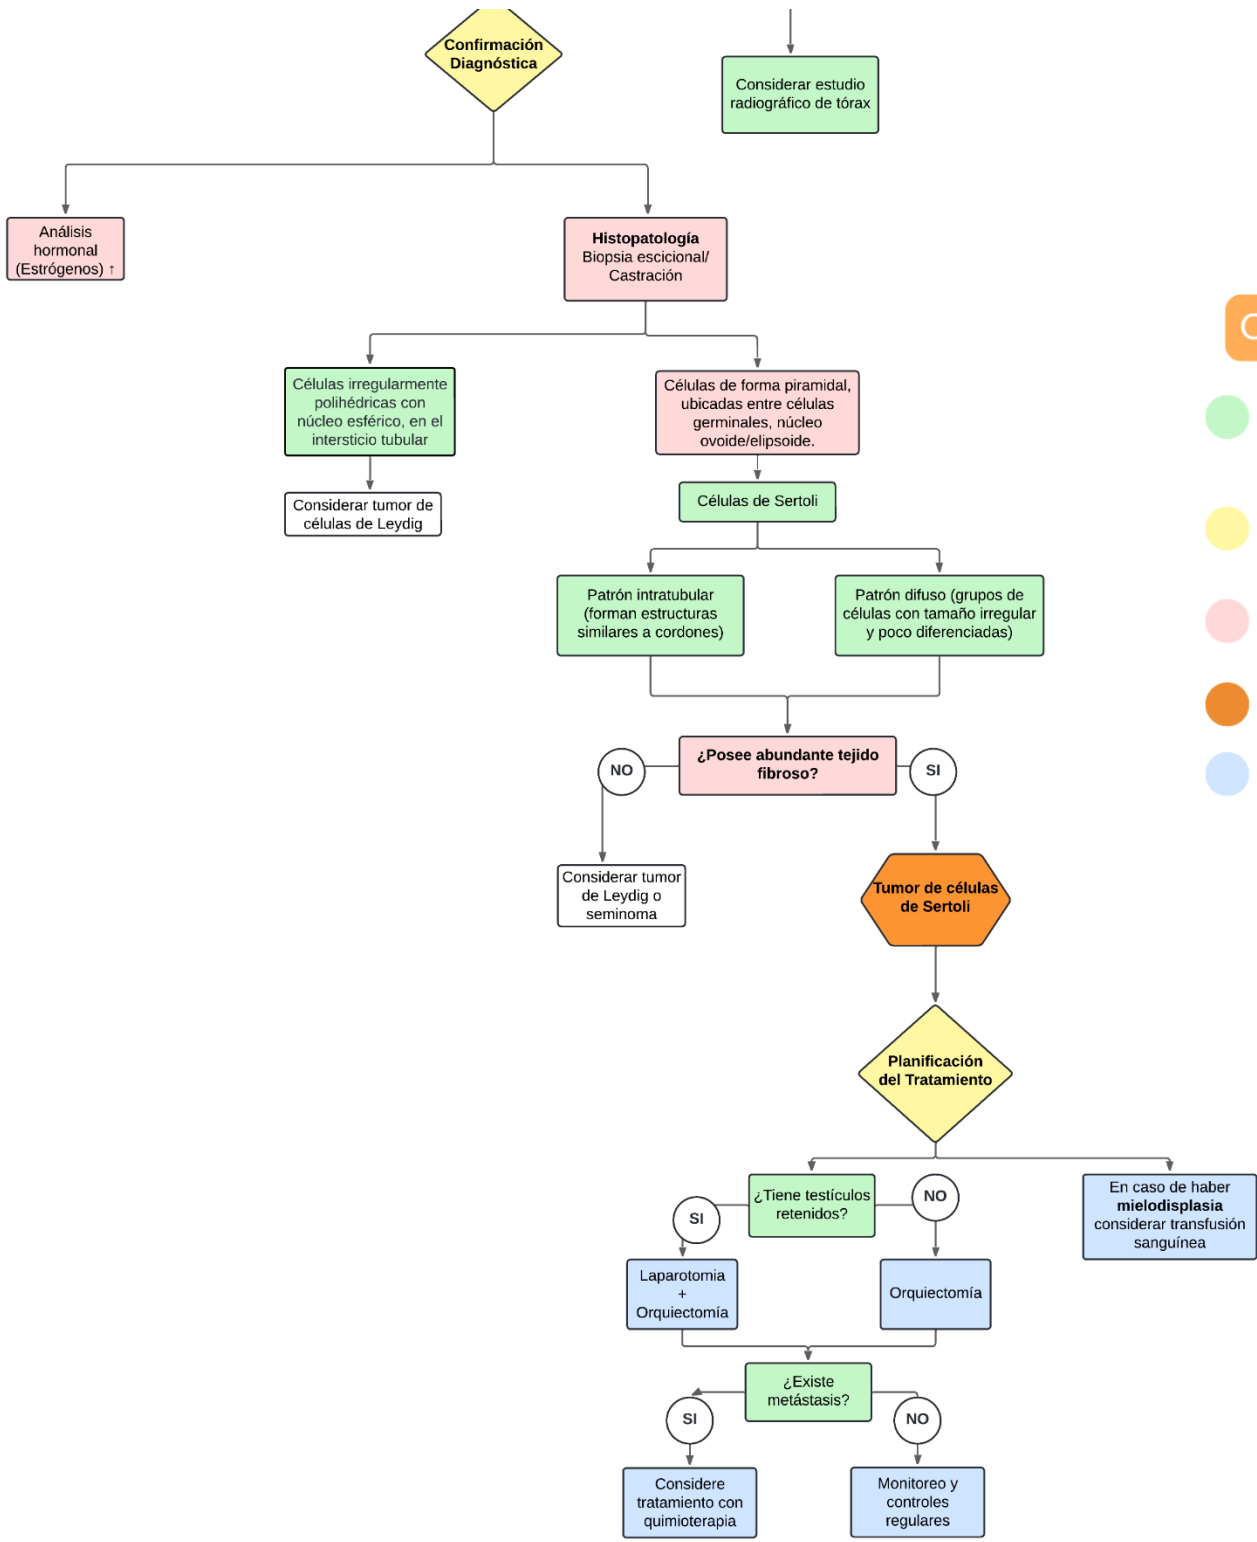 Confirmación
Diagnóstica
Considerar estudio
radiográfico de tórax
Análisis
hormonal
(Estrógenos) ↑
Histopatología
Biopsia escicional/
Castración
Células irregularmente
polihédricas con
núcleo esférico, en el
intersticio tubular
Células de forma piramidal,
ubicadas entre células
germinales, núcleo
ovoide/elipsoide.
Considerar tumor de
células de Leydig
Células de Sertoli
Patrón intratubular
(forman estructuras
similares a cordones)
Patrón difuso (grupos de
células con tamaño irregular
y poco diferenciadas)
¿Posee abundante tejido
fibroso?
NO
SI
Considerar tumor
de Leydig o
seminoma
Tumor de células
de Sertoli
Planificación
del Tratamiento
¿Tiene testículos
retenidos?
SI
NO
En caso de haber
mielodisplasia
considerar transfusión
sanguínea
Laparotomia
+
Orquiectomía
Orquiectomía
¿Existe
metástasis?
SI
NO
Considere
tratamiento con
quimioterapia
Monitoreo y
controles
regulares